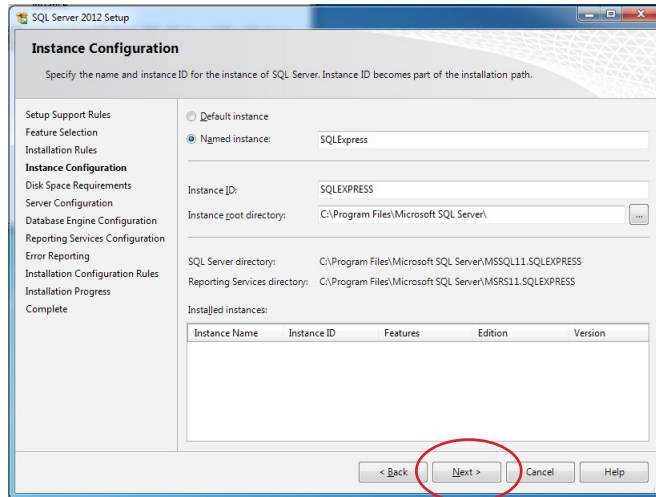 SQL Server 2012 Setup
Instance Configuration
Specify the name and instance ID for the instance of SQL Server. Instance ID becomes part of the installation path.
Setup Support Rules
Feature Selection
Installation Rules
Instance Configuration
Disk Space Requirements
Server Configuration
Database Engine Configuration
Reporting Services Configuration
Error Reporting
Installation Configuration Rules
Installation Progress
Complete
Default instance
Named instance: SQLExpress
Instance ID: SQLEXPRESS
Instance root directory: C:\Program Files\Microsoft SQL Server\ ...
SQL Server directory: C:\Program Files\Microsoft SQL Server\MSSQL11.SQLEXPRESS
Reporting Services directory: C:\Program Files\Microsoft SQL Server\MSRS11.SQLEXPRESS
Installed instances:
Instance Name Instance ID Features Edition Version
< Back Next > Cancel Help